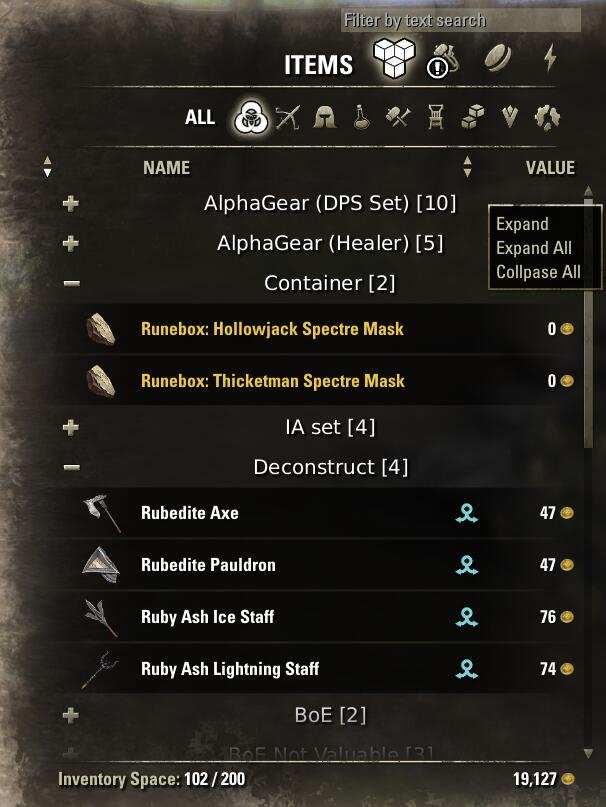 Filter by text search
ITEMS
ALL
NAME VALUE
AlphaGear (DPS Set) [10]
AlphaGear (Healer) [5]
Expand
Expand All
Collpase All
Container [2]
Runebox: Hollowjack Spectre Mask 0
Runebox: Thicketman Spectre Mask 0
IA set [4]
Deconstruct [4]
Rubedite Axe 47
Rubedite Pauldron 47
Ruby Ash Ice Staff 76
Ruby Ash Lightning Staff 74
BoE [2]
BoE Not Valuable [3]
Inventory Space: 102 / 200 19,127